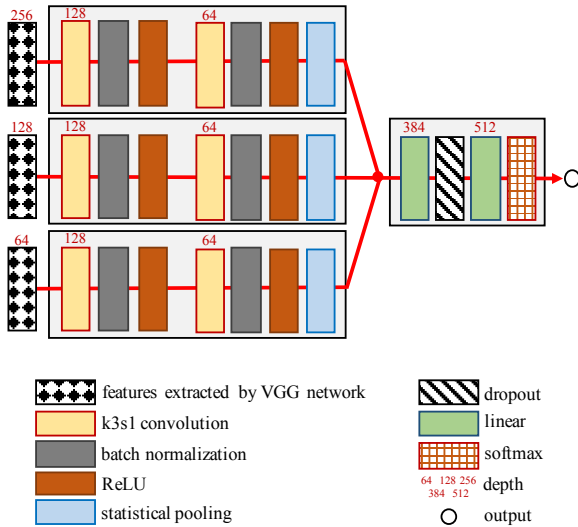 256
128
64
128
128
64
128
64
64
384
512
features extracted by VGG network
k3s1 convolution
batch normalization
ReLU
statistical pooling
dropout
linear
softmax
64 128 256
384 512
depth
output